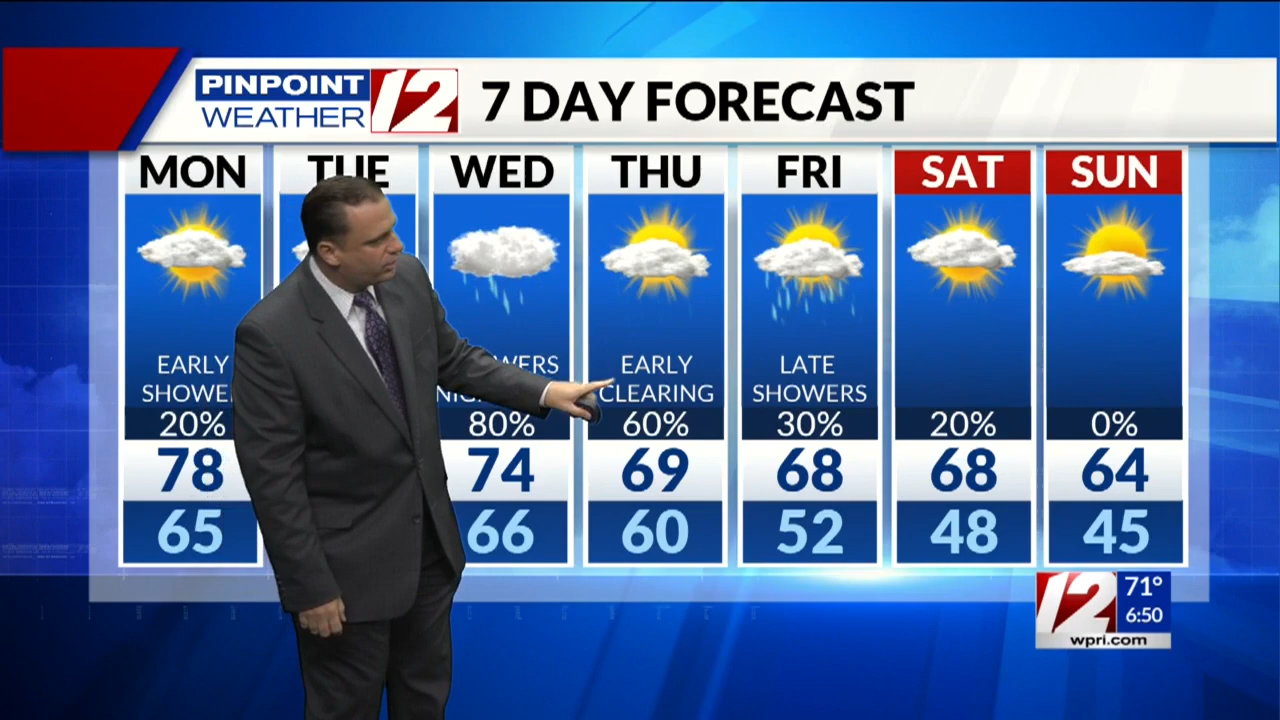 PINPOINT
WEATHER 12
7 DAY FORECAST
MON TUE WED THU FRI SAT SUN
EARLY EARLY LATE
CLEARING SHOWERS
20% 80% 60% 30% 20% 0%
78 74 69 68 68 64
65 66 60 52 48 45
12 71°
6:50
wpri.com